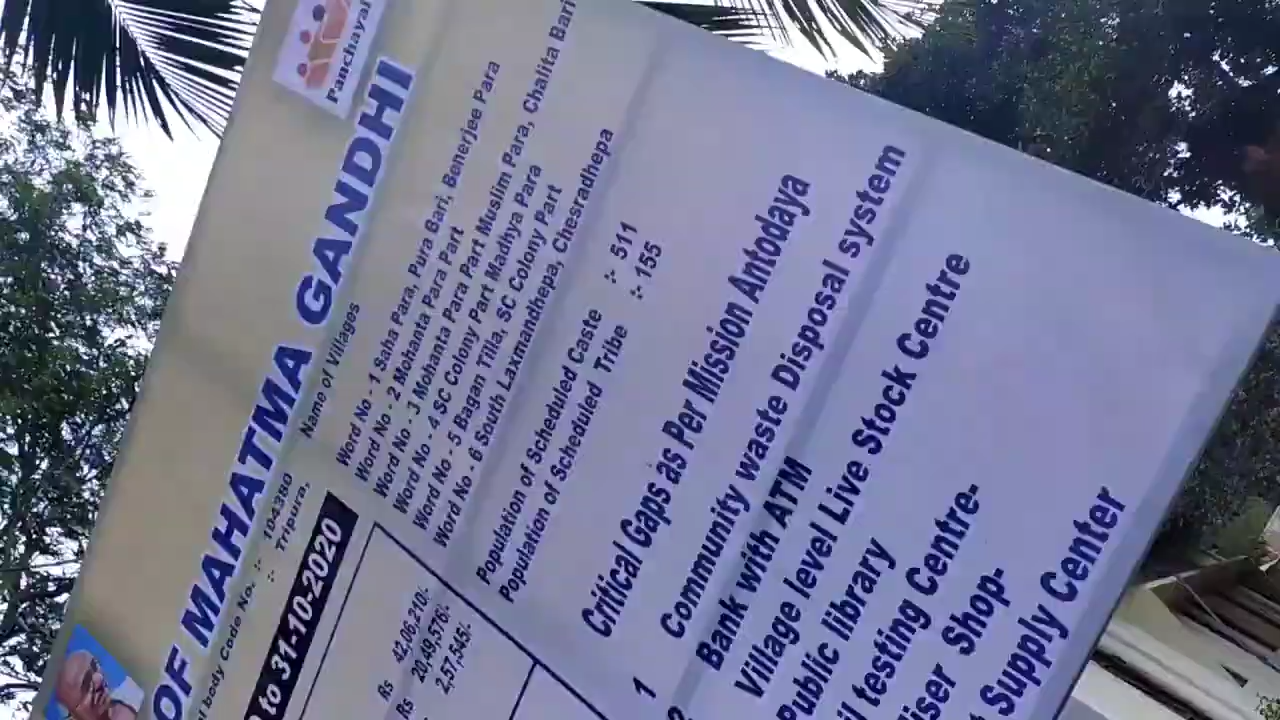 Panchayat
OF MAHATMA GANDHI
body Code No. :- 104380
Tripura,
to 31-10-2020
Rs 42,06,210/-
Rs 20,49,576/-
2,57,545/-
Name of Villages
Word No - 1 Saha Para, Pura Bari, Benerjee Para
Word No - 2 Mohanta Para Part
Word No - 3 Mohanta Para Part Muslim Para, Chalita Bari
Word No - 4 SC Colony Part Madhya Para
Word No - 5 Bagan Tilla, SC Colony Part
Word No - 6 South Laxmandhepa, Chesradhepa
Population of Scheduled Caste :- 511
Population of Scheduled Tribe :- 155
Critical Gaps as Per Mission Antodaya
1 Community waste Disposal system
2 Bank with ATM
Village level Live Stock Centre
Public library
testing Centre-
Shop-
Supply Center